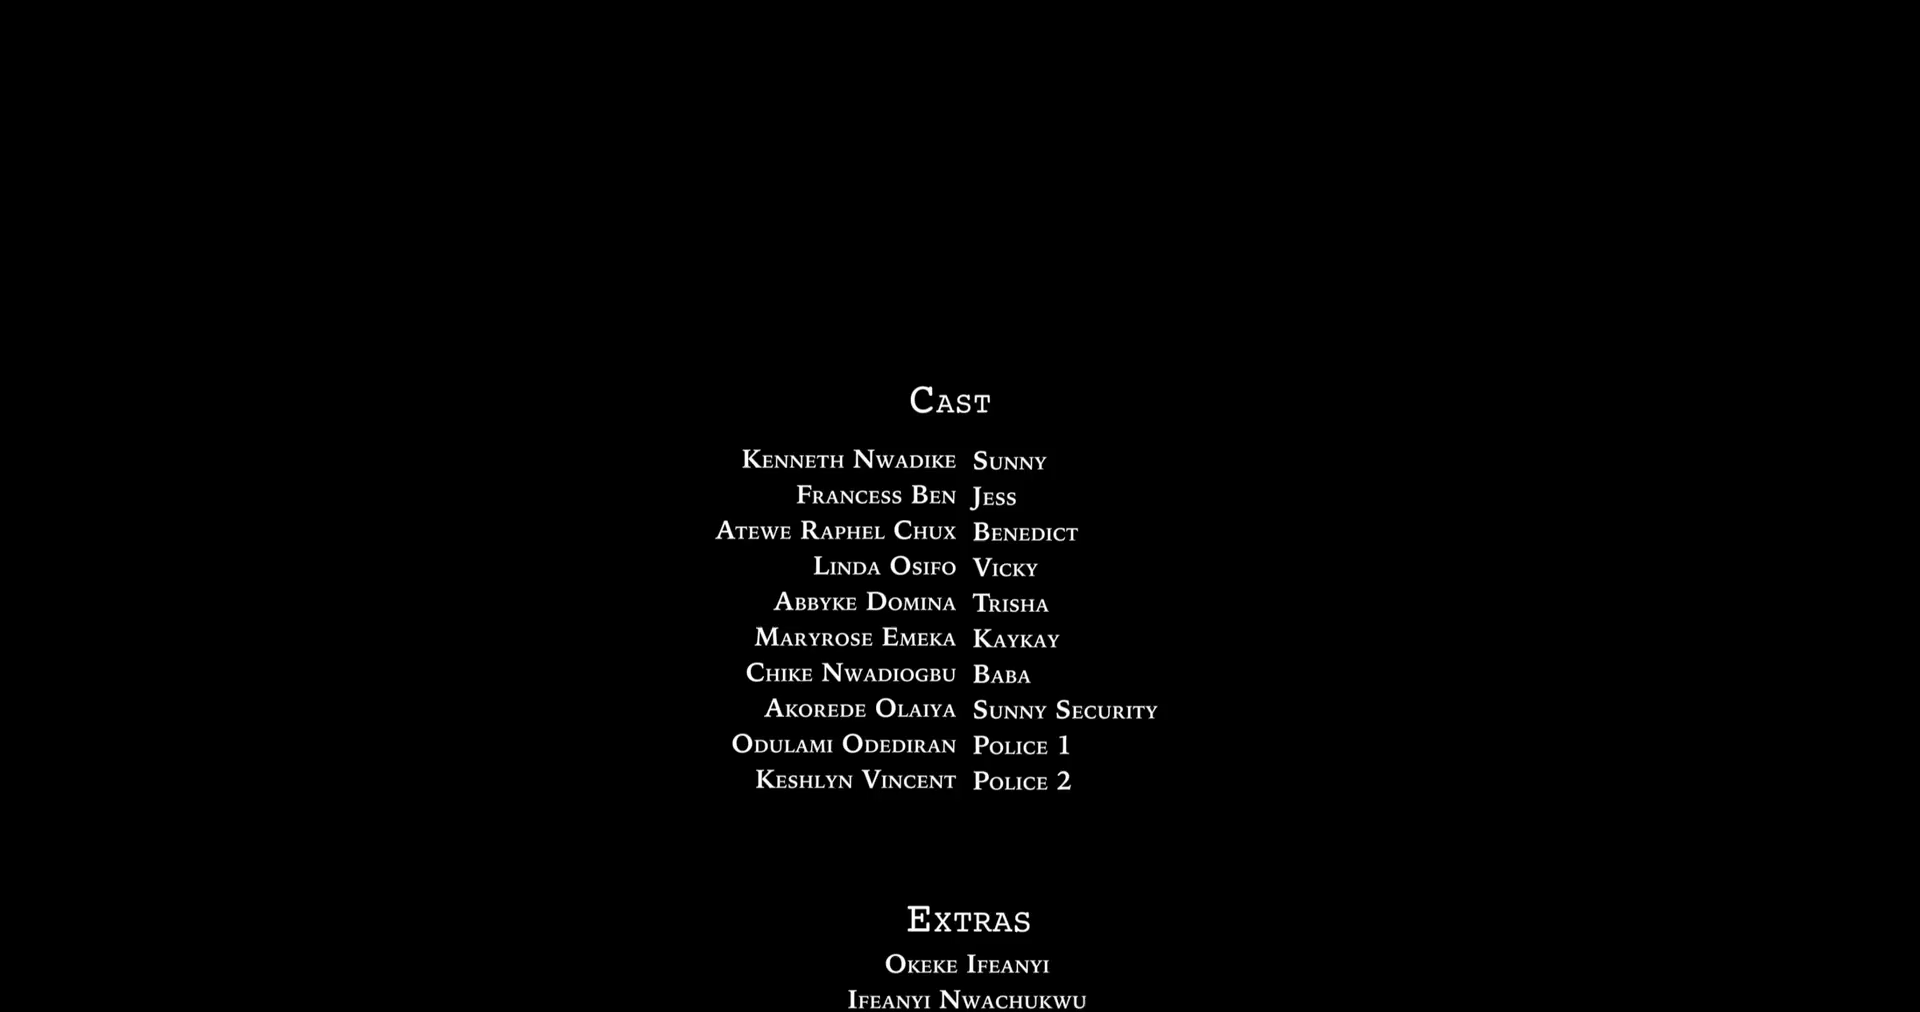 Cast
Kenneth Nwadike Sunny
Francess Ben Jess
Atewe Raphel Chux Benedict
Linda Osifo Vicky
Abbyke Domina Trisha
Maryrose Emeka Kaykay
Chike Nwadiogbu Baba
Akorede Olaiya Sunny Security
Odulami Odediran Police 1
Keshlyn Vincent Police 2
Extras
Okeke Ifeanyi
Ifeanyi Nwachukwu